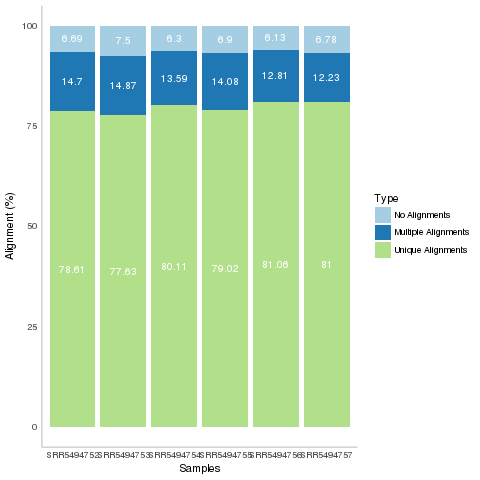 100
75
50
25
0
Alignment (%)
6.69 7.5 6.3 6.9 6.13 6.78
14.7 14.87 13.59 14.08 12.81 12.23
78.61 77.63 80.11 79.02 81.06 81
SRR5494752 SRR5494753 SRR5494754 SRR5494755 SRR5494756 SRR5494757
Samples
Type
No Alignments
Multiple Alignments
Unique Alignments